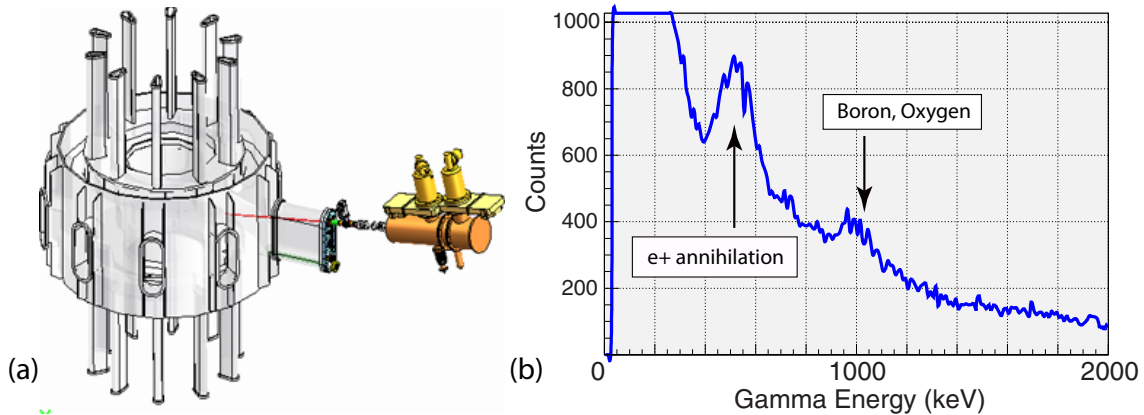 (a)
(b)
1000
800
600
400
200
Counts
Boron, Oxygen
e+ annihilation
0
1000
2000
Gamma Energy (keV)